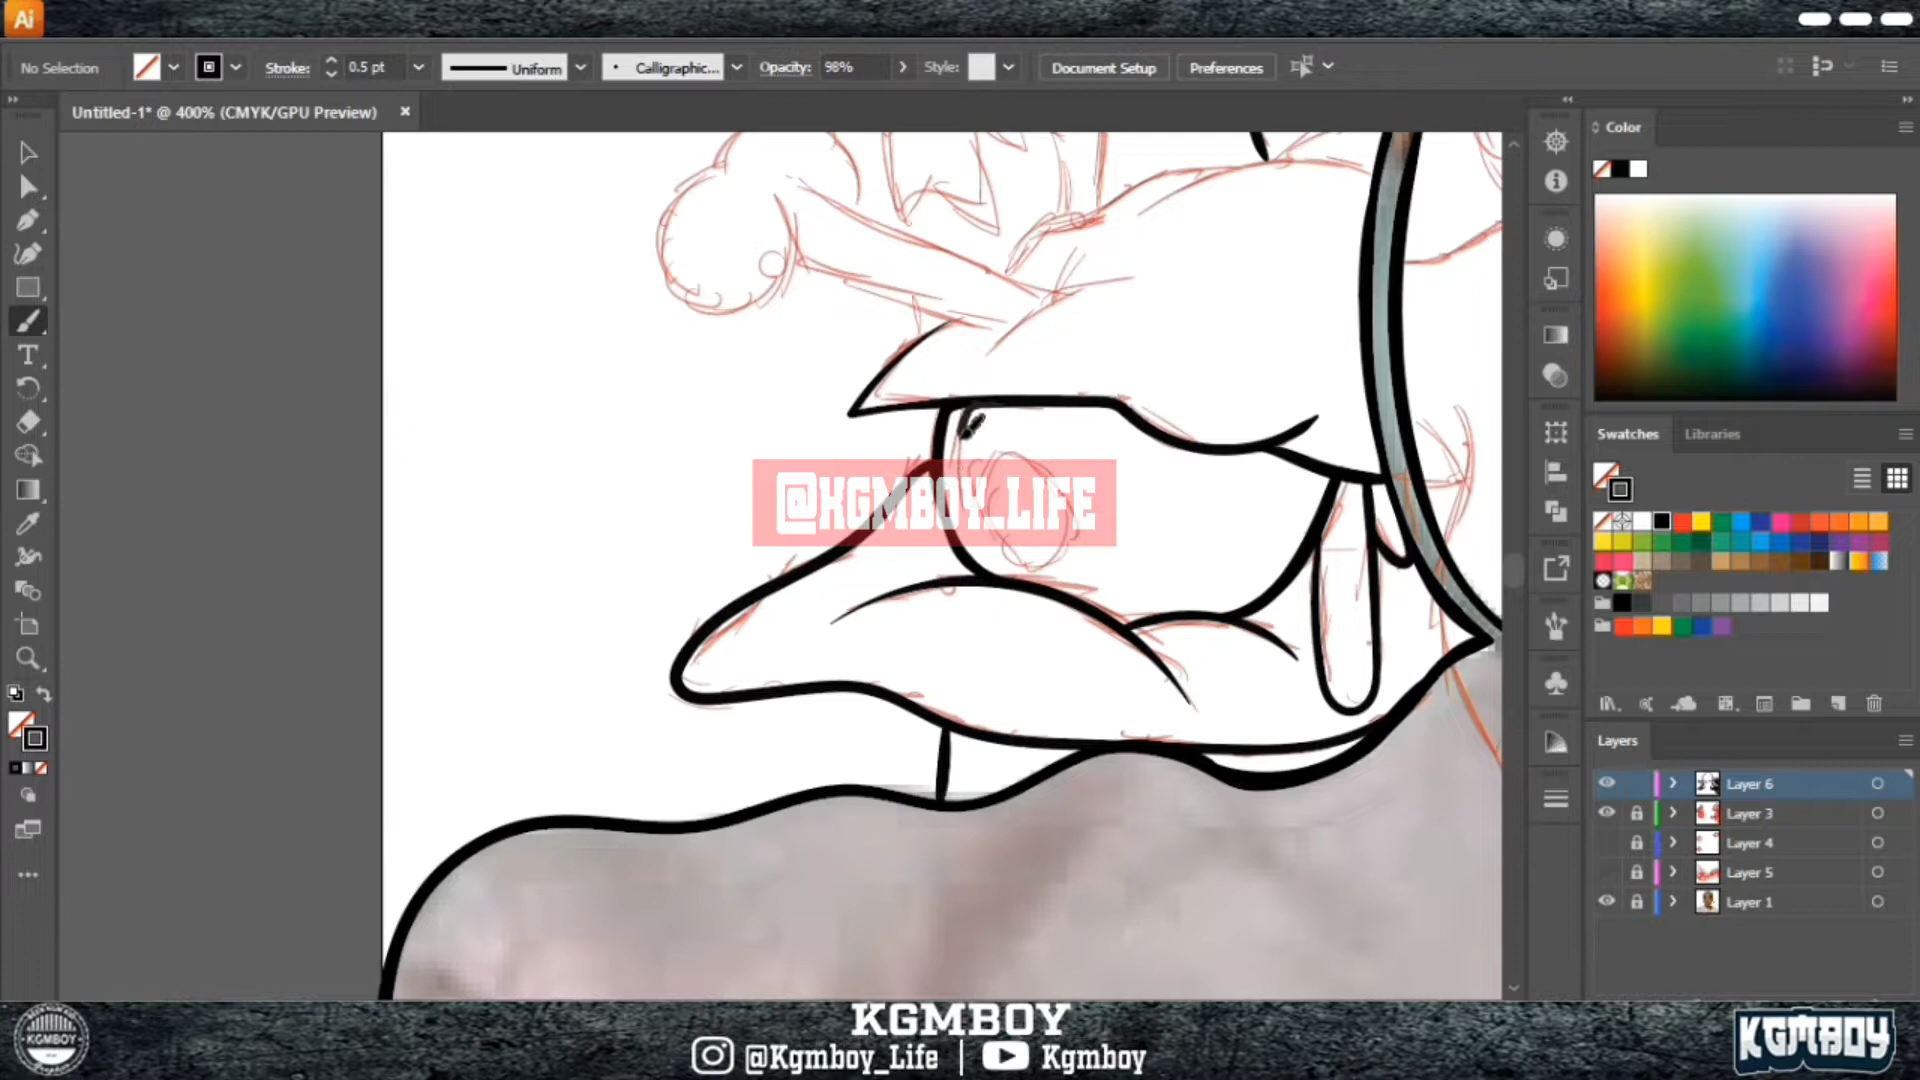 Ai
No Selection
Stroke:
0.5 pt
Uniform
Calligraphic...
Opacity:
98%
Style:
Document Setup
Preferences
Untitled-1* @ 400% (CMYK/GPU Preview)
Color
@KGMBOY_LIFE
Swatches
Libraries
Layers
Layer 6
Layer 3
Layer 4
Layer 5
Layer 1
KGMBOY
KGMBOY
@Kgmboy_Life | Kgmboy
KGMBOY